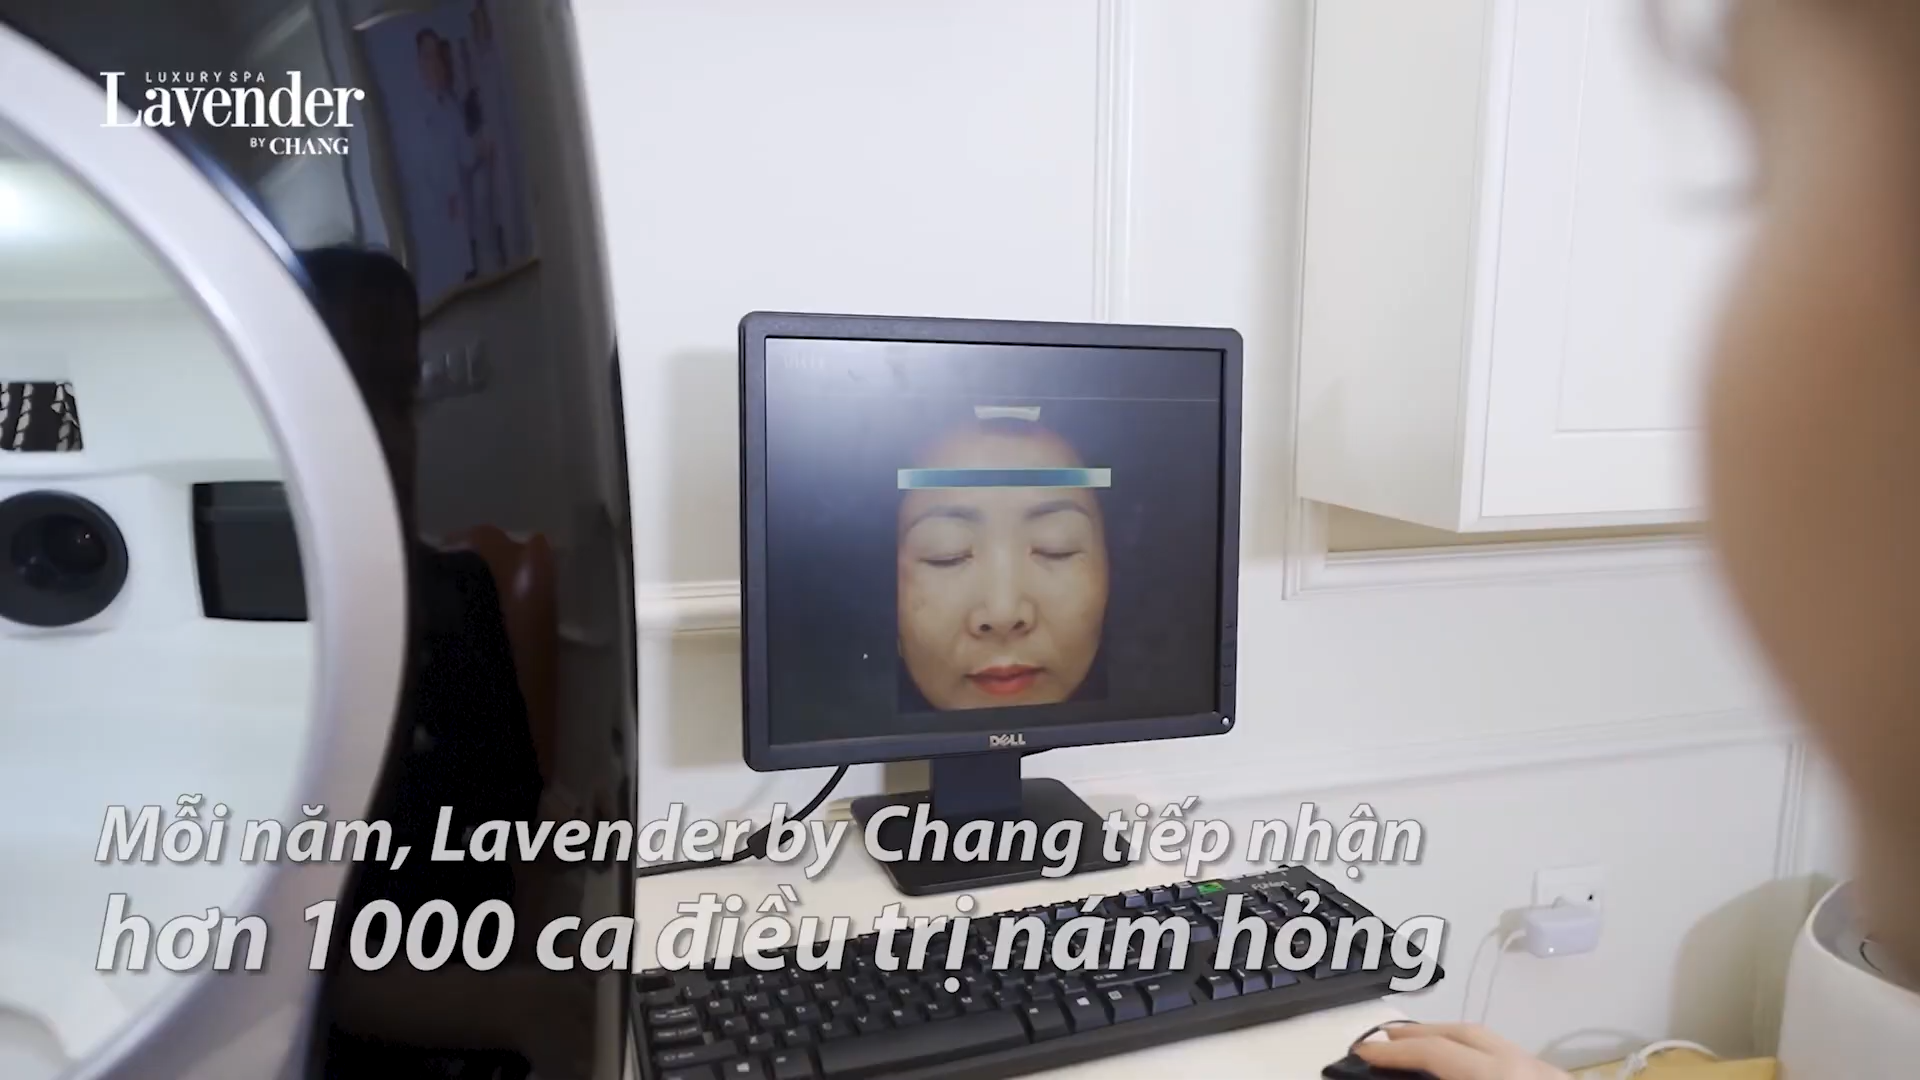 LUXURY SPA
Lavender
BY CHANG
DELL
Mỗi năm, Lavender by Chang tiếp nhận
hơn 1000 ca điều trị nám hỏng